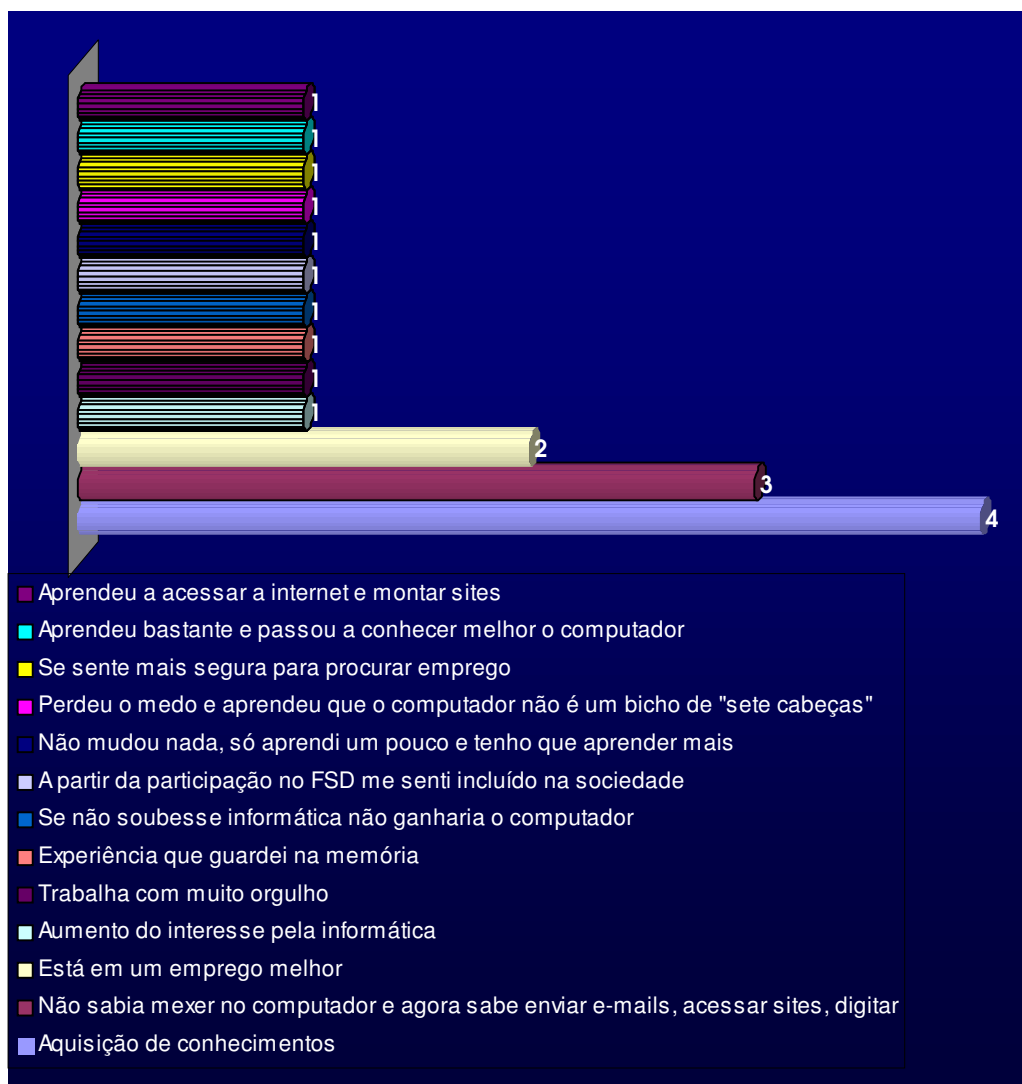 1
1
1
1
1
1
1
1
1
1
2
3
4
Aprendeu a acessar a internet e montar sites
Aprendeu bastante e passou a conhecer melhor o computador
Se sente mais segura para procurar emprego
Perdeu o medo e aprendeu que o computador não é um bicho de "sete cabeças"
Não mudou nada, só aprendi um pouco e tenho que aprender mais
A partir da participação no FSD me senti incluído na sociedade
Se não soubesse informática não ganharia o computador
Experiência que guardei na memória
Trabalha com muito orgulho
Aumento do interesse pela informática
Está em um emprego melhor
Não sabia mexer no computador e agora sabe enviar e-mails, acessar sites, digitar
Aquisição de conhecimentos